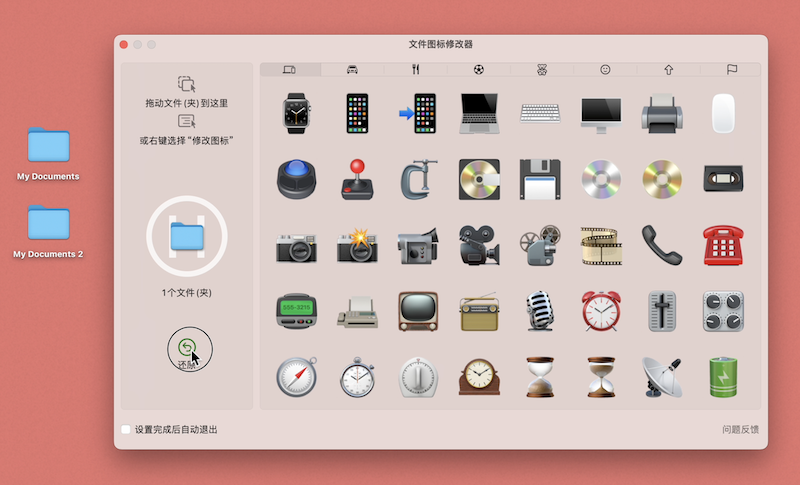 文件图标修改器
拖动文件(夹)到这里
或右键选择“修改图标”
My Documents
My Documents 2
1个文件(夹)
还原
555-3215
设置完成后自动退出
问题反馈